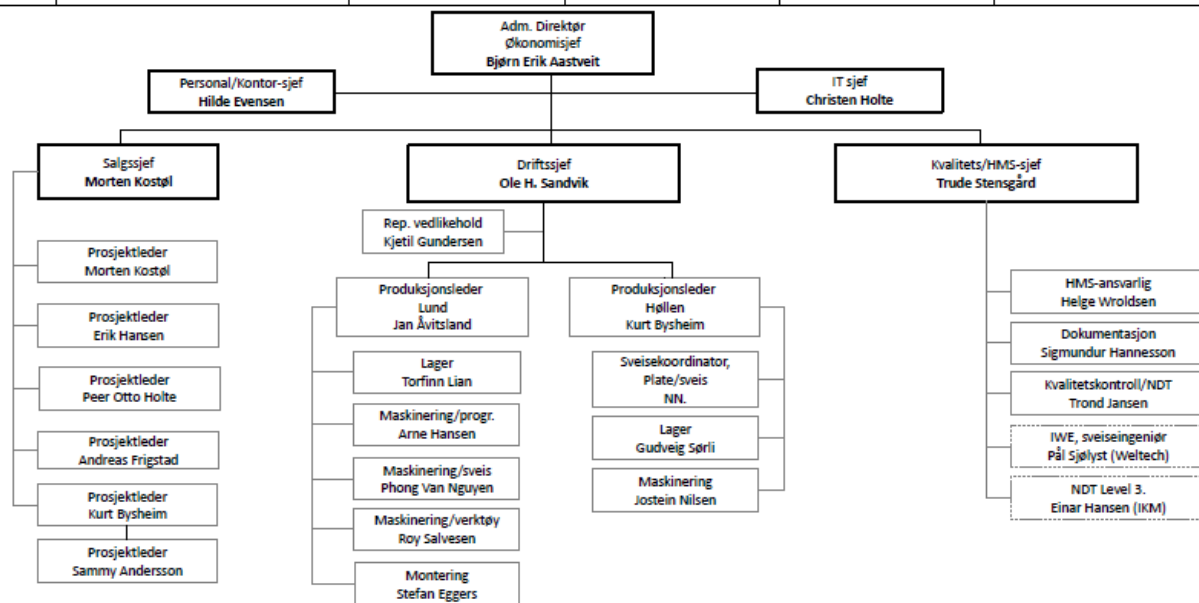 Adm. Direktør
Økonomisjef
Bjørn Erik Aastveit
Personal/Kontor-sjef
Hilde Evensen
IT sjef
Christen Holte
Salgssjef
Morten Kostøl
Driftssjef
Ole H. Sandvik
Kvalitets/HMS-sjef
Trude Stensgård
Rep. vedlikehold
Kjetil Gundersen
Prosjektleder
Morten Kostøl
Prosjektleder
Erik Hansen
Prosjektleder
Peer Otto Holte
Prosjektleder
Andreas Frigstad
Prosjektleder
Kurt Bysheim
Prosjektleder
Sammy Andersson
Produksjonsleder
Lund
Jan Åvitsland
Lager
Torfinn Lian
Maskinering/progr.
Arne Hansen
Maskinering/sveis
Phong Van Nguyen
Maskinering/verktøy
Roy Salvesen
Montering
Stefan Eggers
Produksjonsleder
Høllen
Kurt Bysheim
Sveisekoordinator,
Plate/sveis
NN.
Lager
Gudveig Sørli
Maskinering
Jostein Nilsen
HMS-ansvarlig
Helge Wroldsen
Dokumentasjon
Sigmundur Hannesson
Kvalitetskontroll/NDT
Trond Jansen
IWE, sveiseingeniør
Pål Sjølyst (Weltech)
NDT Level 3.
Einar Hansen (IKM)